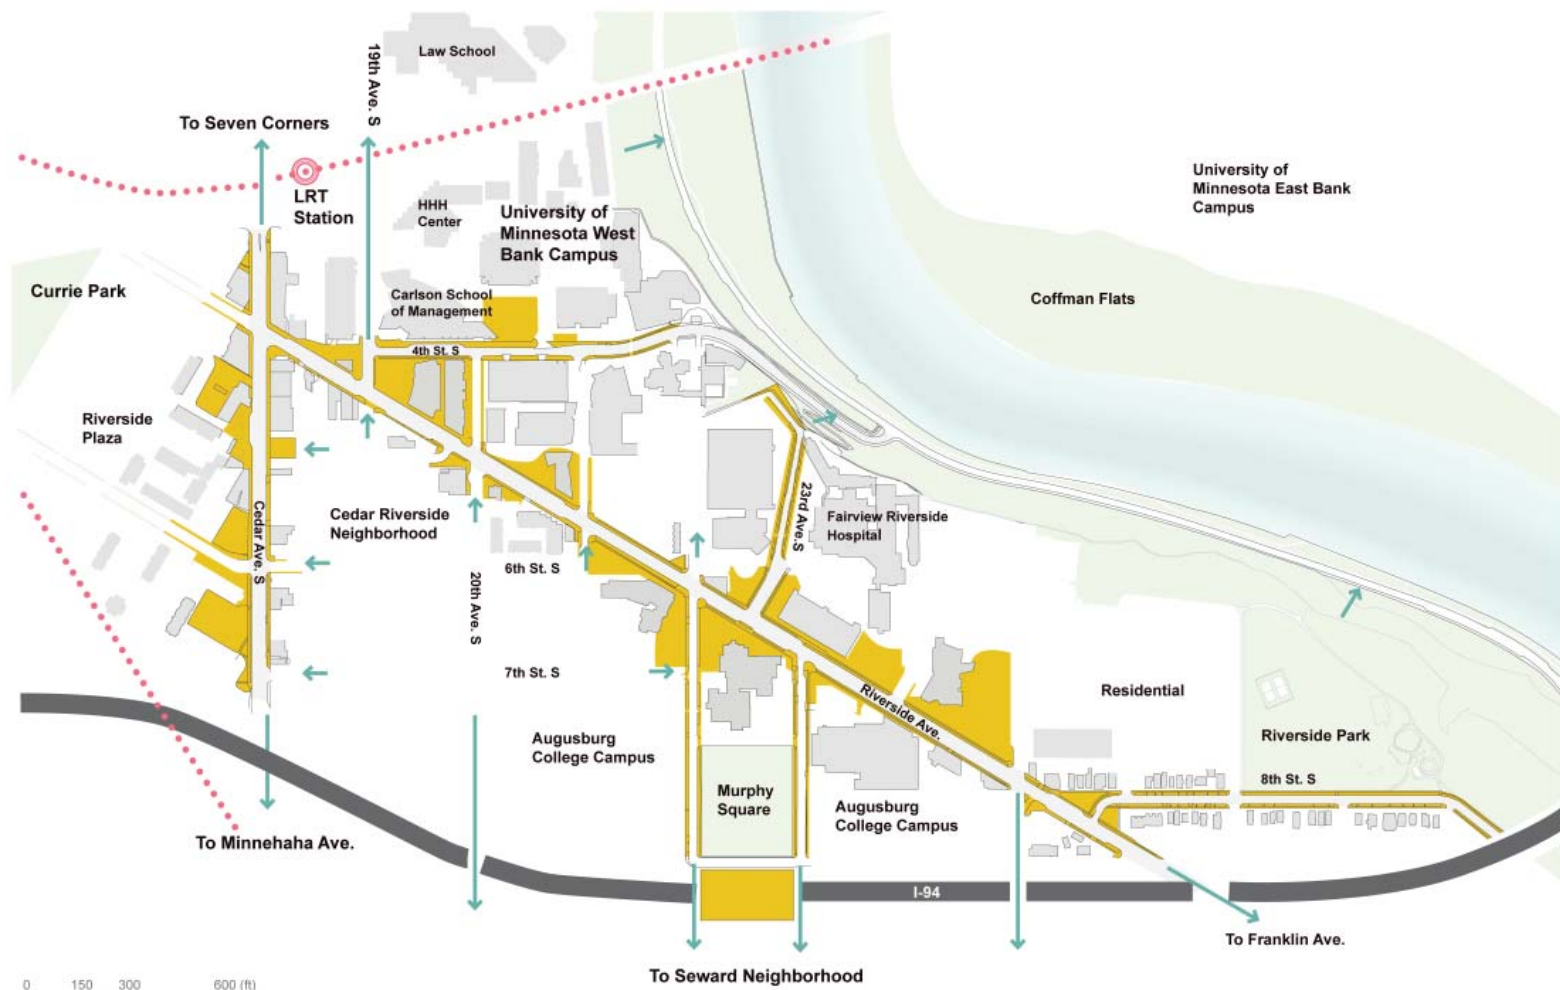 Law School
19th Ave. S
To Seven Corners
LRT
Station
HHH
Center
University of
Minnesota West
Bank Campus
University of
Minnesota East Bank
Campus
Currie Park
Carlson School
of Management
Coffman Flats
4th St. S
Riverside
Plaza
Cedar Ave. S
Cedar Riverside
Neighborhood
23rd Ave.S
Fairview Riverside
Hospital
6th St. S
20th Ave. S
7th St. S
Riverside Ave.
Residential
Riverside Park
Augusburg
College Campus
8th St. S
Murphy
Square
Augusburg
College Campus
To Minnehaha Ave.
I-94
To Franklin Ave.
To Seward Neighborhood
0 150 300 600 (ft)